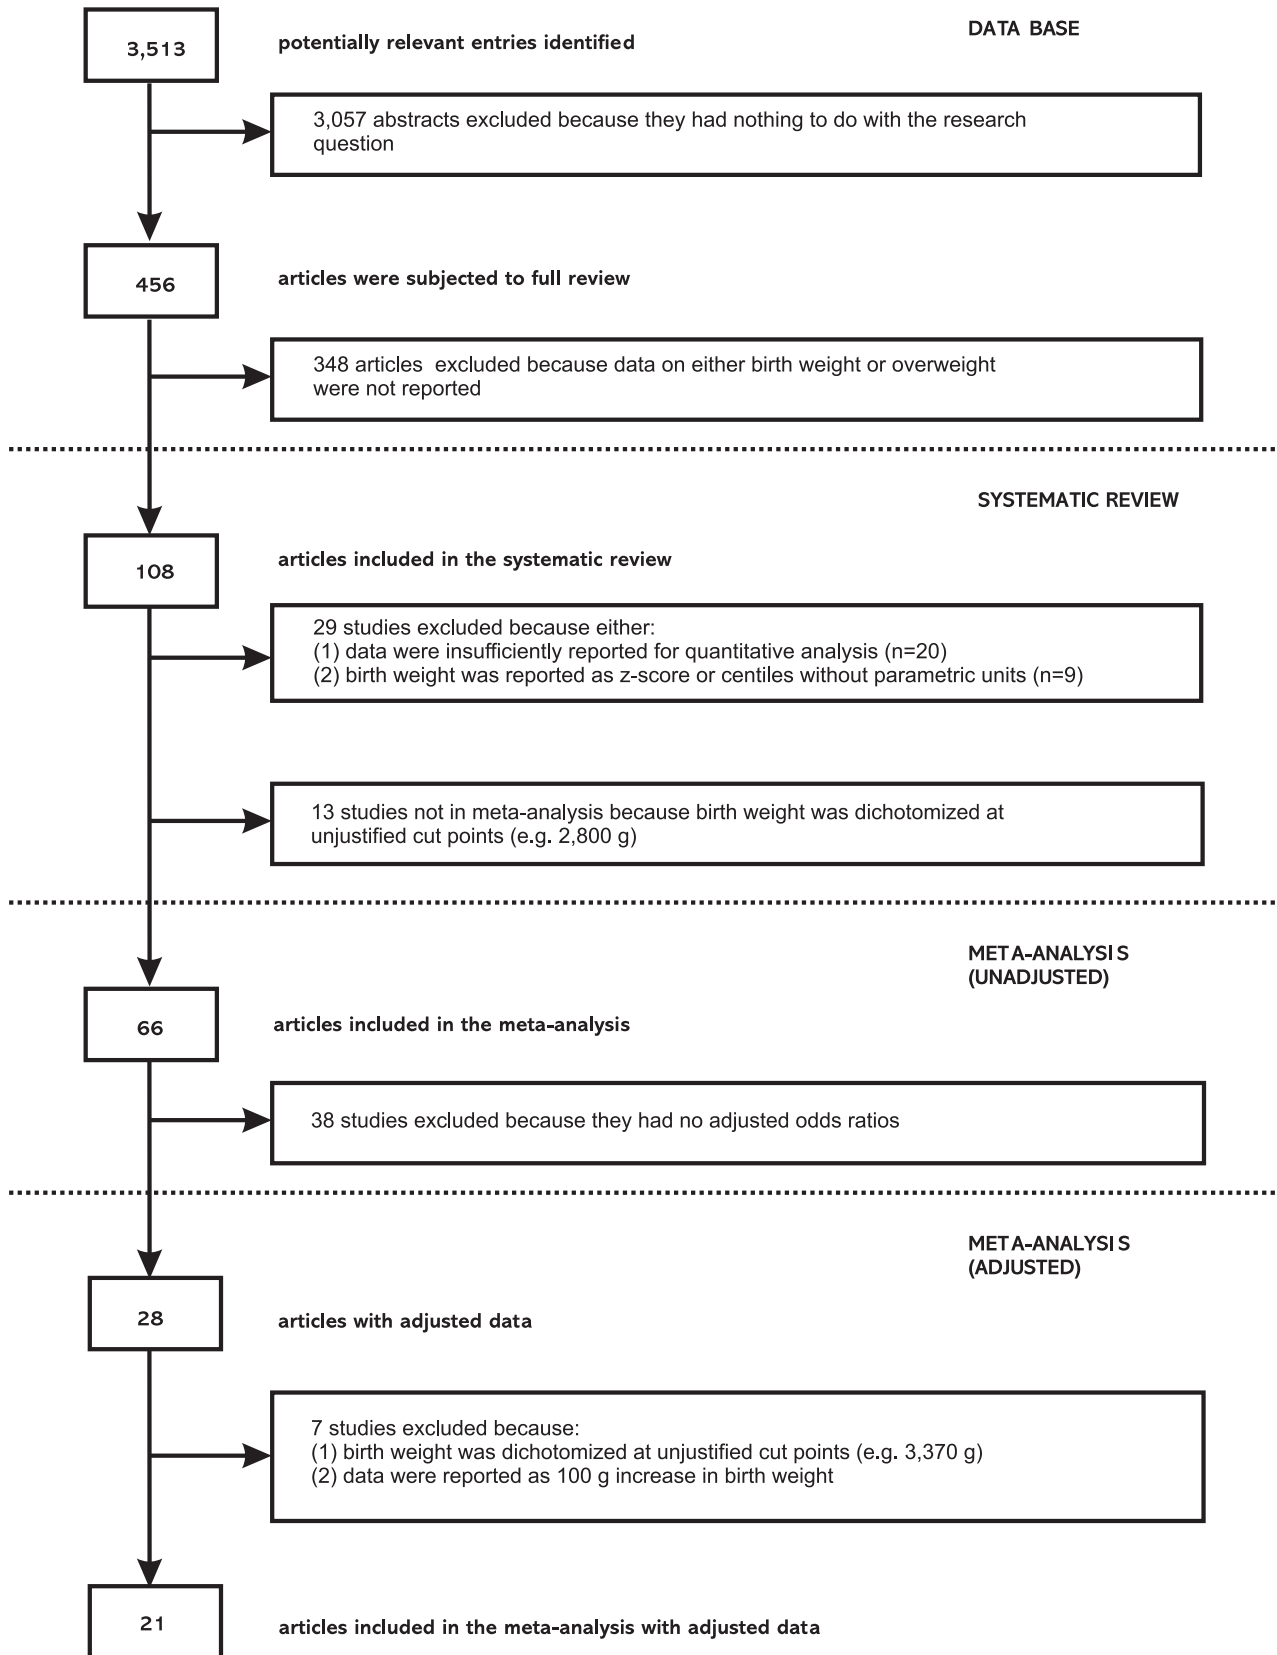 DATA BASE
3,513
potentially relevant entries identified
3,057 abstracts excluded because they had nothing to do with the research
question
456
articles were subjected to full review
348 articles excluded because data on either birth weight or overweight
were not reported
SYSTEMATIC REVIEW
108
articles included in the systematic review
29 studies excluded because either:
(1) data were insufficiently reported for quantitative analysis (n=20)
(2) birth weight was reported as z-score or centiles without parametric units (n=9)
13 studies not in meta-analysis because birth weight was dichotomized at
unjustified cut points (e.g. 2,800 g)
META-ANALYSIS
(UNADJUSTED)
66
articles included in the meta-analysis
38 studies excluded because they had no adjusted odds ratios
META-ANALYSIS
(ADJUSTED)
28
articles with adjusted data
7 studies excluded because:
(1) birth weight was dichotomized at unjustified cut points (e.g. 3,370 g)
(2) data were reported as 100 g increase in birth weight
21
articles included in the meta-analysis with adjusted data